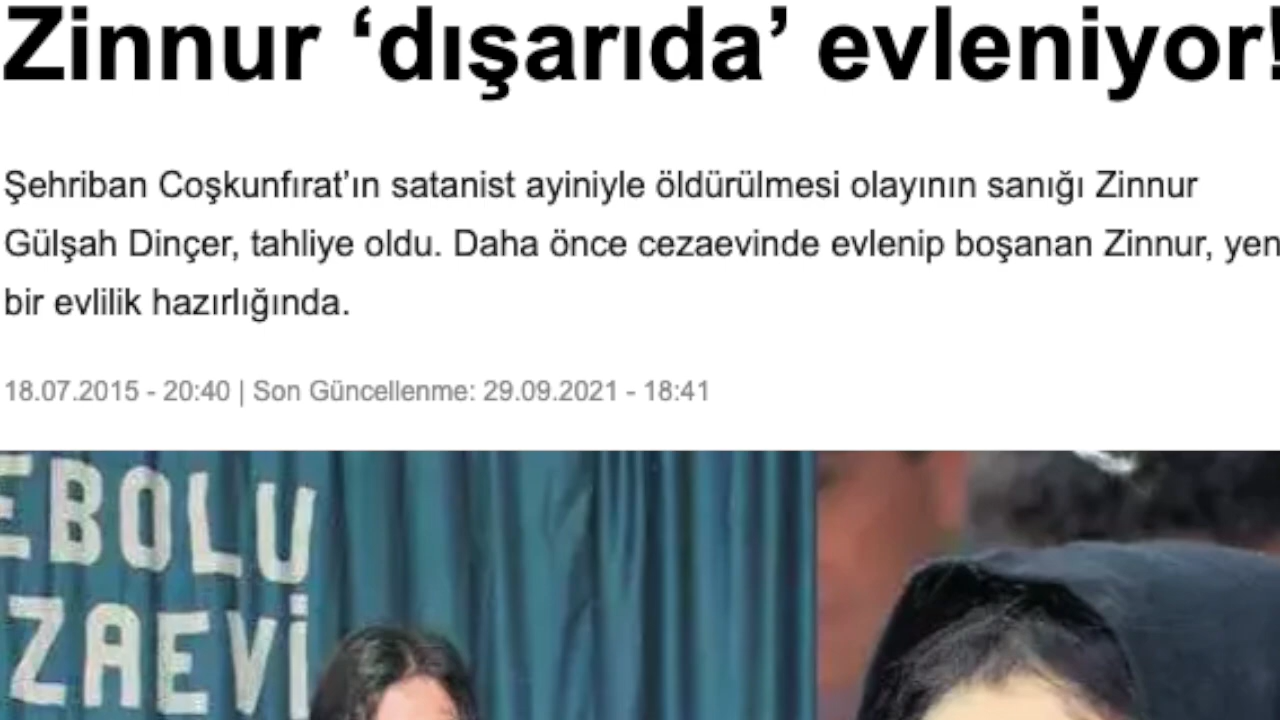 Zinnur ‘dışarıda’ evleniyor!
Şehriban Coşkunfırat’ın satanist ayiniyle öldürülmesi olayının sanığı Zinnur
Gülşah Dinçer, tahliye oldu. Daha önce cezaevinde evlenip boşanan Zinnur, yen
bir evlilik hazırlığında.
18.07.2015 - 20:40 | Son Güncellenme: 29.09.2021 - 18:41
EBOLU
ZAEVİ